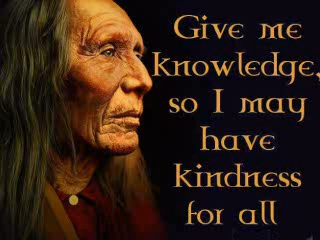 Give me
knowledge,
so I may
have
kindness
for all